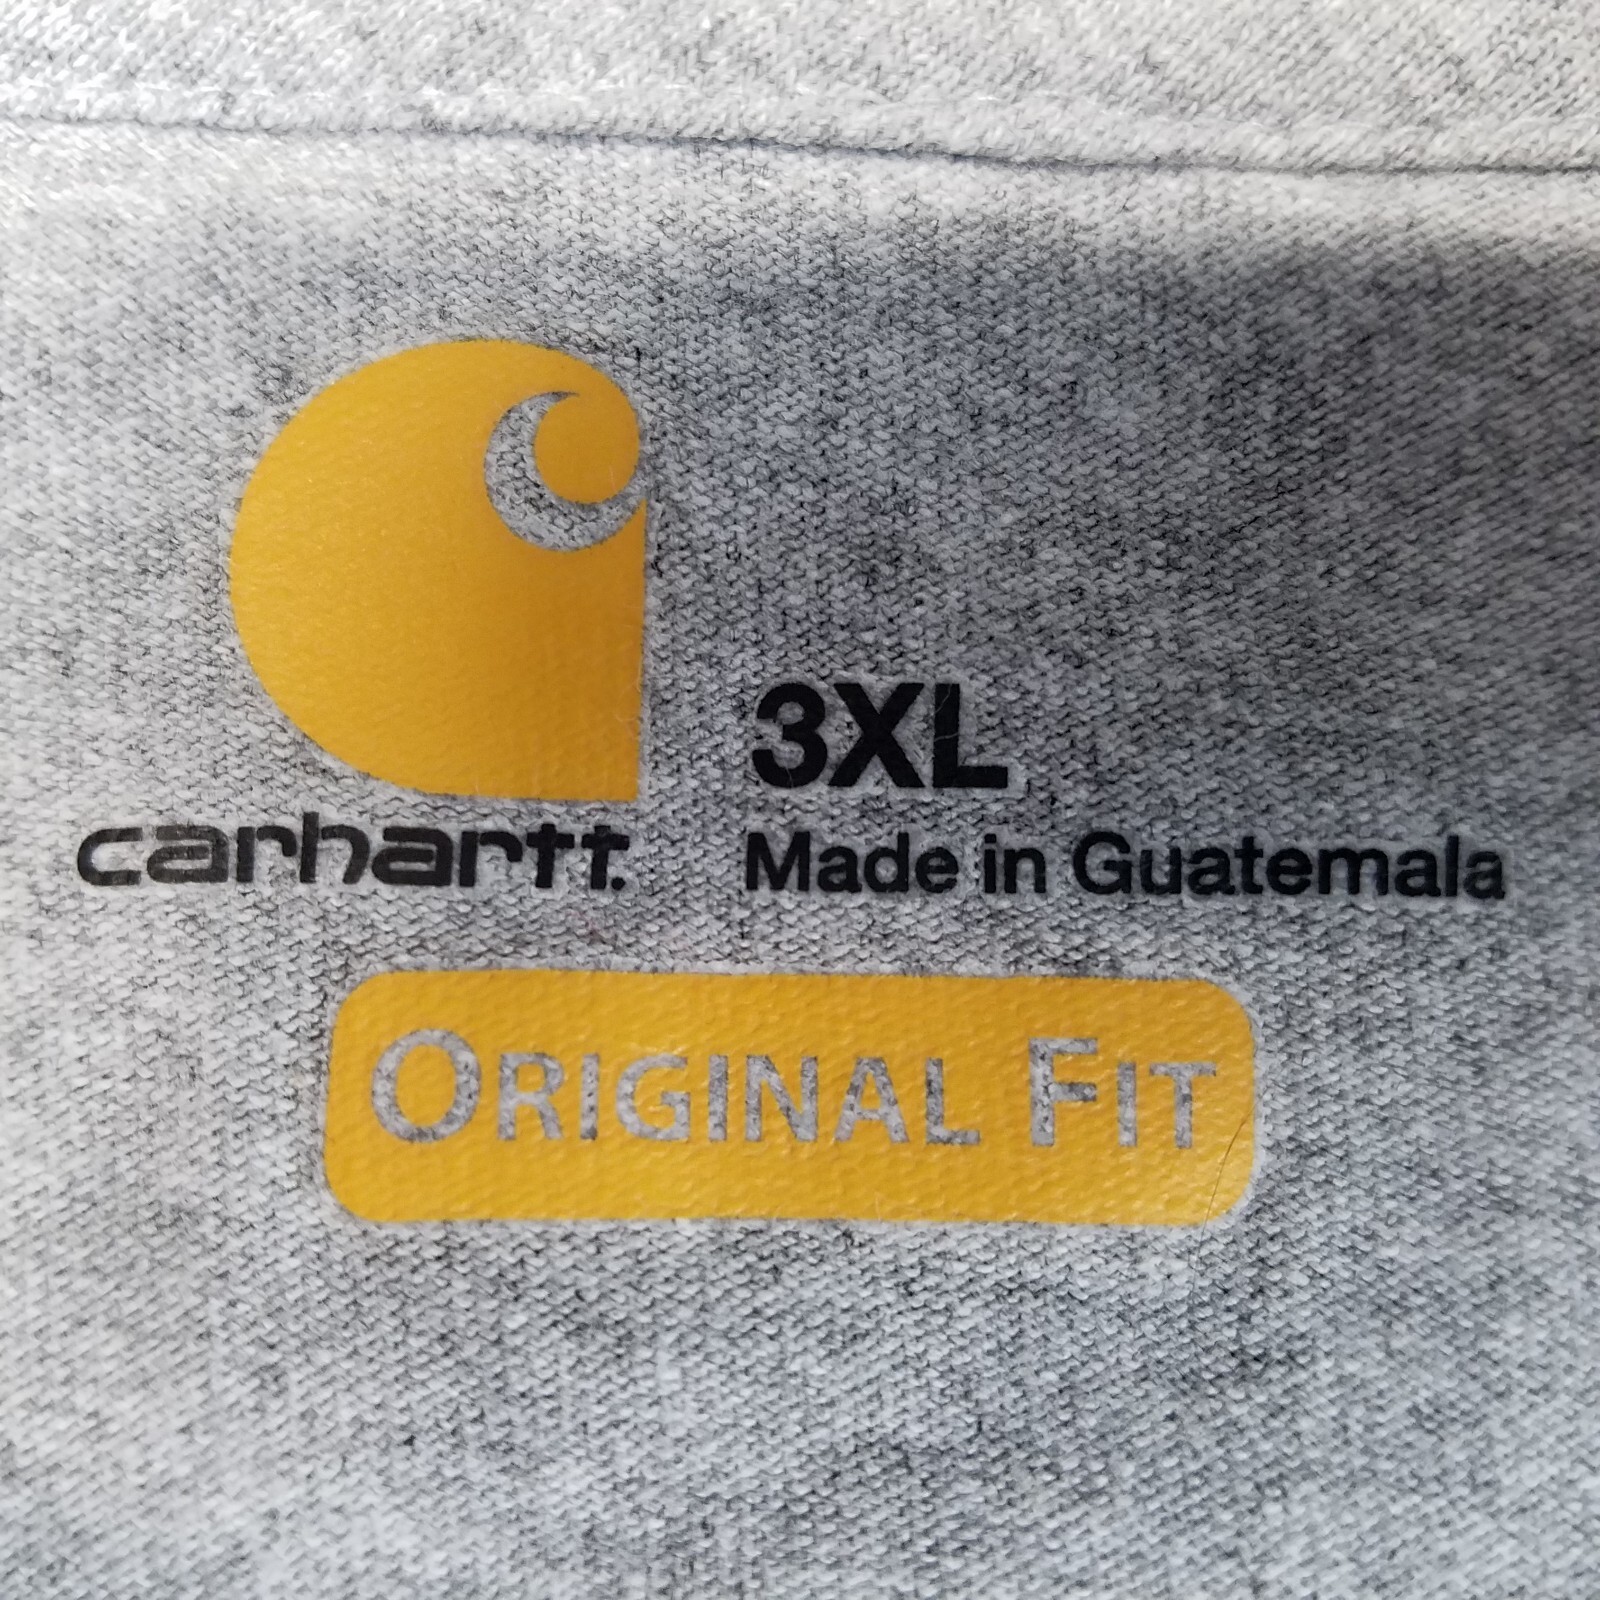 3XL
carhartt.
Made in Guatemala
ORIGINAL FIT